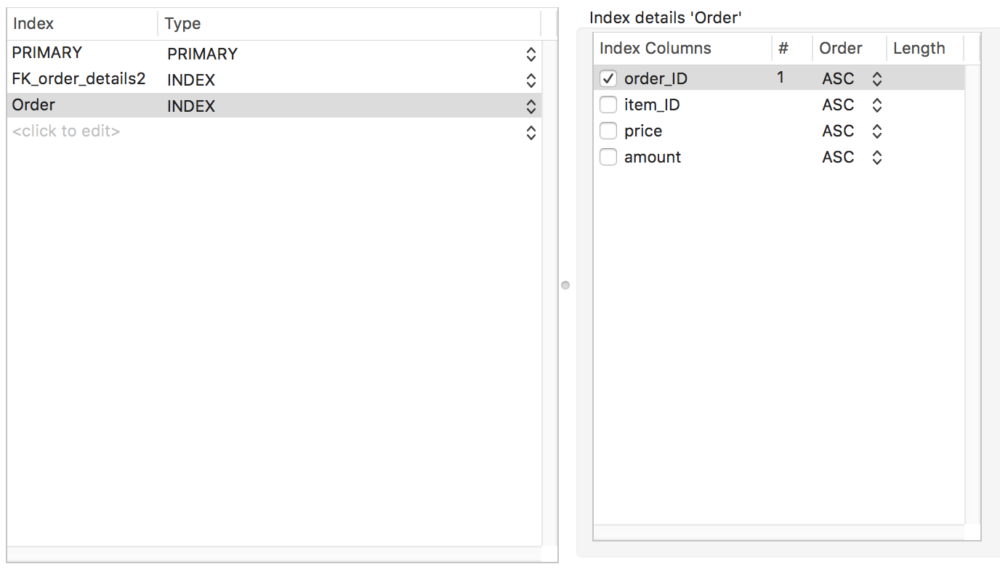 Index Type
PRIMARY PRIMARY
FK_order_details2 INDEX
Order INDEX
<click to edit>
Index details 'Order'
Index Columns # Order Length
order_ID 1 ASC
item_ID ASC
price ASC
amount ASC